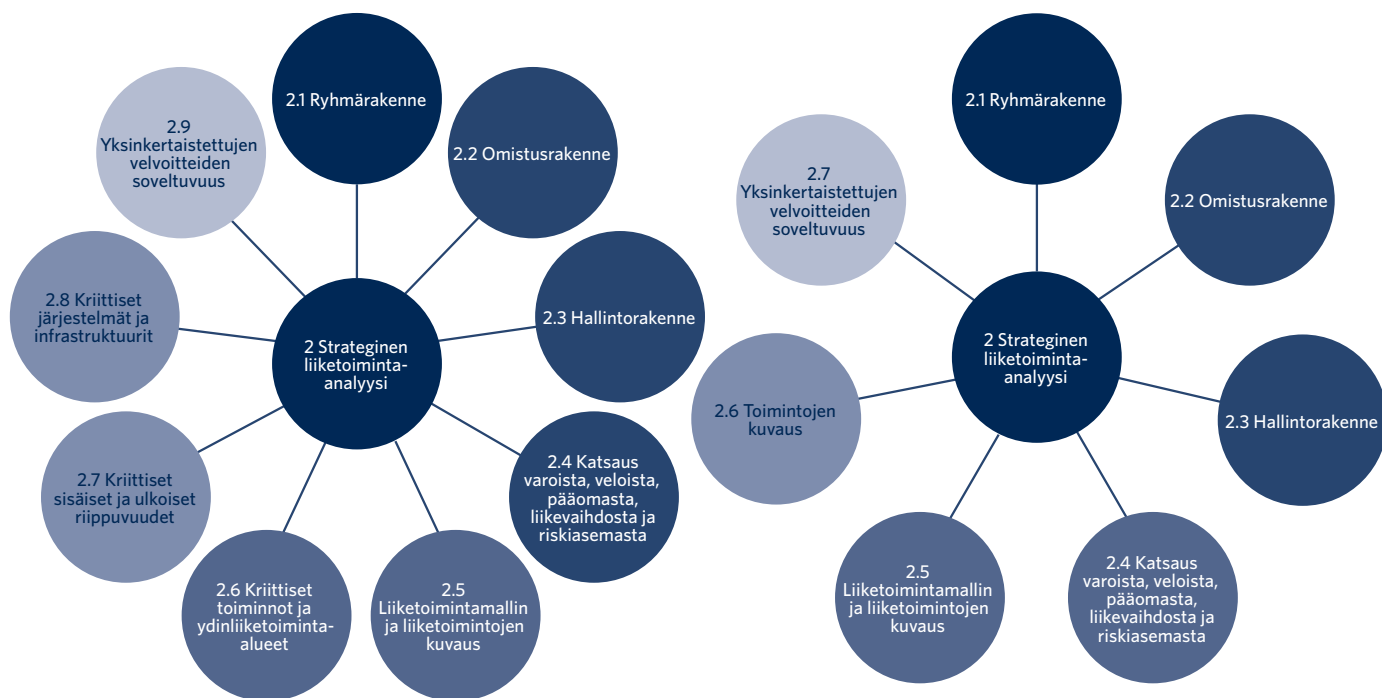 2.1 Ryhmärakenne
2.2 Omistusrakenne
2.3 Hallintorakenne
2.4 Katsaus
varoista, veloista,
pääomasta,
liikevaihdosta ja
riskiasemasta
2.5
Liiketoimintamallin
ja liiketoimintojen
kuvaus
2.6 Kriittiset
toiminnot ja
ydinliiketoiminta-
alueet
2.7 Kriittiset
sisäiset ja ulkoiset
riippuvuudet
2.8 Kriittiset
järjestelmät ja
infrastruktuurit
2.9
Yksinkertaistettujen
velvoitteiden
soveltuvuus
2 Strateginen
liiketoiminta-
analyysi
2.1 Ryhmärakenne
2.2 Omistusrakenne
2.3 Hallintorakenne
2.4 Katsaus
varoista, veloista,
pääomasta,
liikevaihdosta ja
riskiasemasta
2.5
Liiketoimintamallin
ja liiketoimintojen
kuvaus
2.6 Toimintojen
kuvaus
2.7
Yksinkertaistettujen
velvoitteiden
soveltuvuus
2 Strateginen
liiketoiminta-
analyysi